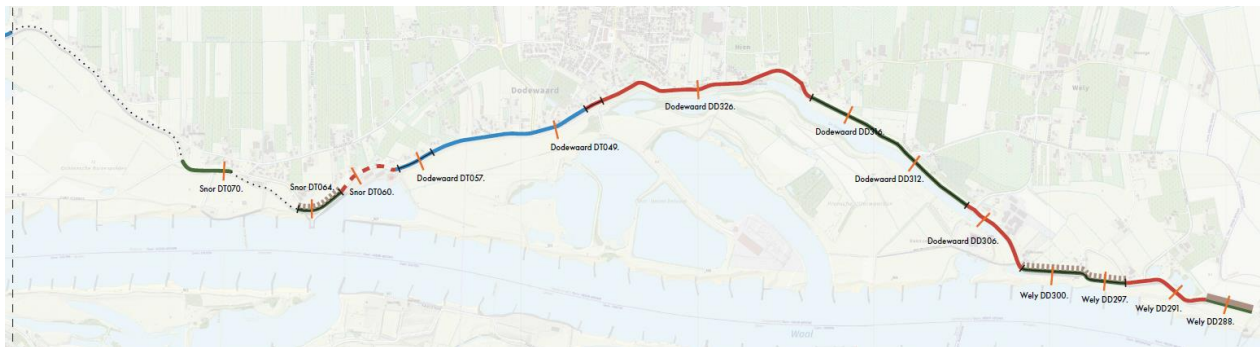 Dodewaard
Hien
Wely
Dodewaard DD326.
Dodewaard DD316.
Dodewaard DT049.
Dodewaard DD312.
Dodewaard DT057.
Snor DT070.
Snor DT064.
Snor DT060.
Dodewaard DD306.
Wely DD300.
Wely DD297.
Wely DD291.
Wely DD288.
Waal